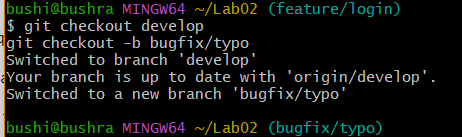 bushi@bushra MINGW64 ~/Lab02 (feature/login)
$ git checkout develop
git checkout -b bugfix/typo
Switched to branch 'develop'
Your branch is up to date with 'origin/develop'.
Switched to a new branch 'bugfix/typo'
bushi@bushra MINGW64 ~/Lab02 (bugfix/typo)